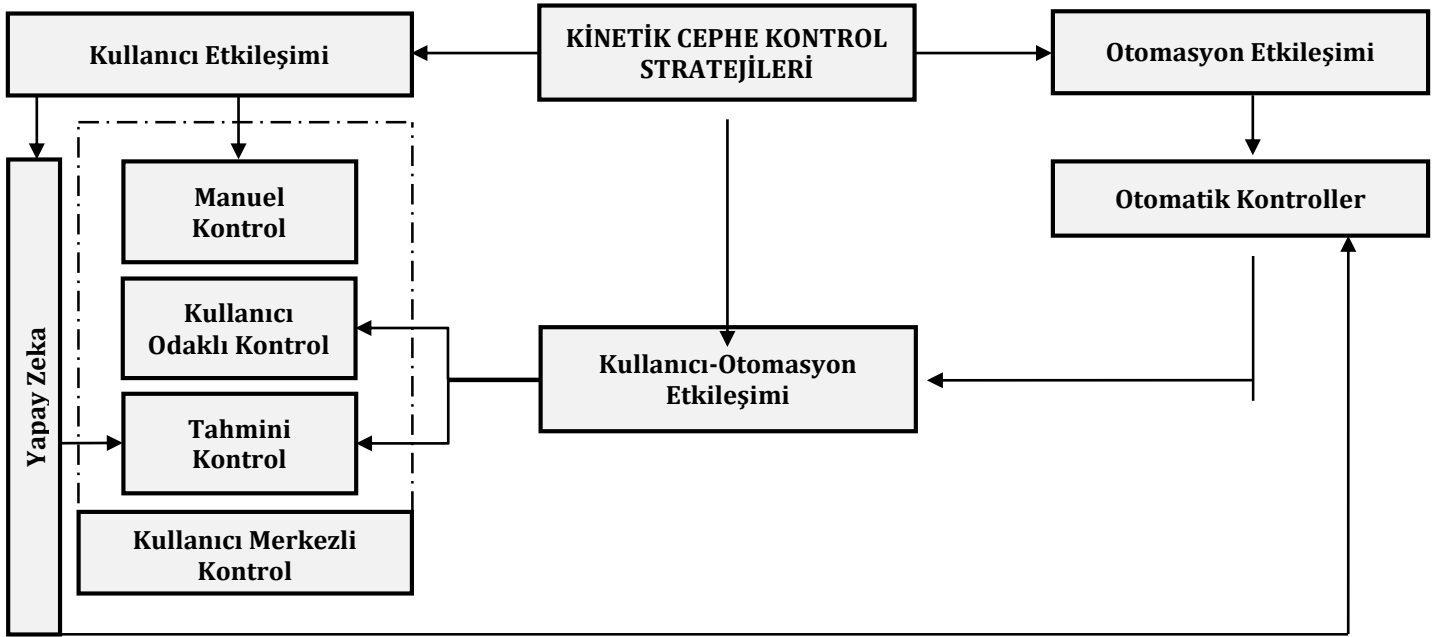 Kullanıcı Etkileşimi
KİNETİK CEPHE KONTROL
STRATEJİLERİ
Otomasyon Etkileşimi
Manuel
Kontrol
Otomatik Kontroller
Kullanıcı
Odaklı Kontrol
Kullanıcı-Otomasyon
Etkileşimi
Yapay Zeka
Tahmini
Kontrol
Kullanıcı Merkezli
Kontrol